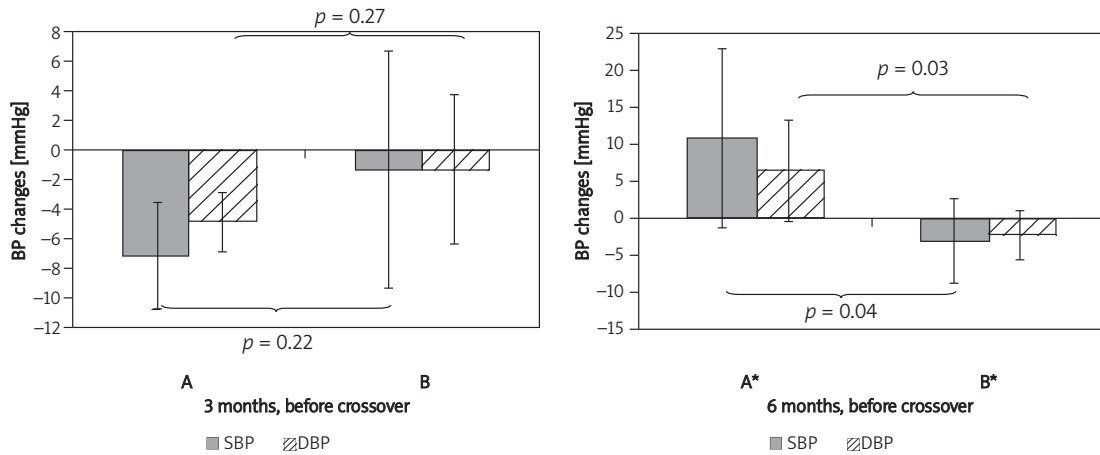 p = 0.27
8
6
4
2
0
−2
−4
−6
−8
−10
−12
BP changes [mmHg]
p = 0.22
A
B
3 months, before crossover
SBP
DBP
25
20
15
10
5
0
−5
−10
−15
BP changes [mmHg]
p = 0.03
p = 0.04
A*
B*
6 months, before crossover
SBP
DBP